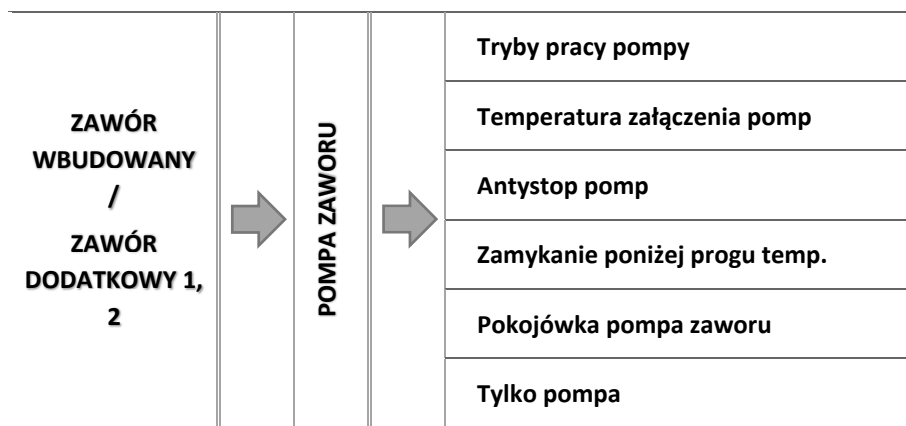 ZAWÓR
WBUDOWANY
/
ZAWÓR
DODATKOWY 1,
2
POMPA ZAWORU
Tryby pracy pompy
Temperatura załączenia pomp
Antystop pomp
Zamykanie poniżej progu temp.
Pokojówka pompa zaworu
Tylko pompa